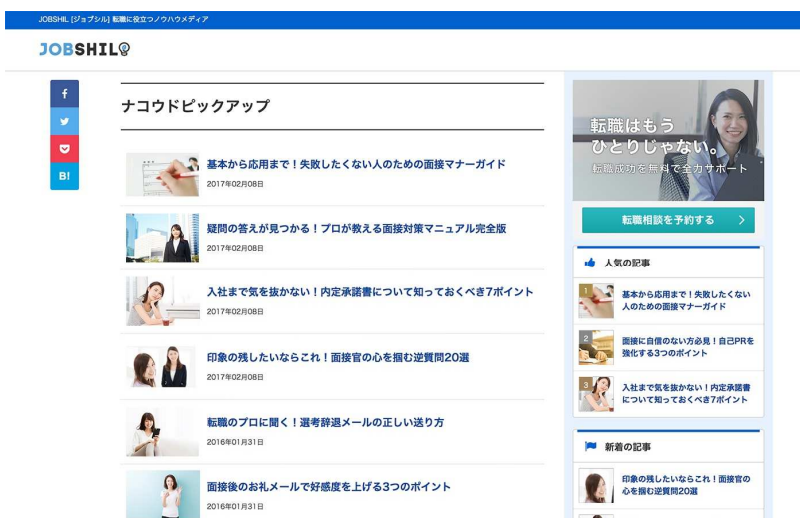 JOBSHIL [ジョブシル] 転職に役立つノウハウメディア
JOBSHIL
f
B!
ナコウドピックアップ
基本から応用まで！失敗したくない人のための面接マナーガイド
2017年02月08日
疑問の答えが見つかる！プロが教える面接対策マニュアル完全版
2017年02月08日
入社まで気を抜かない！内定承諾書について知っておくべき7ポイント
2017年02月08日
印象の残したいならこれ！面接官の心を掴む逆質問20選
2017年02月08日
転職のプロに聞く！選考辞退メールの正しい送り方
2016年01月31日
面接後のお礼メールで好感度を上げる3つのポイント
2016年01月31日
転職はもう
ひとりじゃない。
転職成功を無料で全力サポート
転職相談を予約する
人気の記事
1
基本から応用まで！失敗したくない
人のための面接マナーガイド
2
面接に自信のない方必見！自己PRを
強化する3つのポイント
3
入社まで気を抜かない！内定承諾書
について知っておくべき7ポイント
新着の記事
印象の残したいならこれ！面接官の
心を掴む逆質問20選